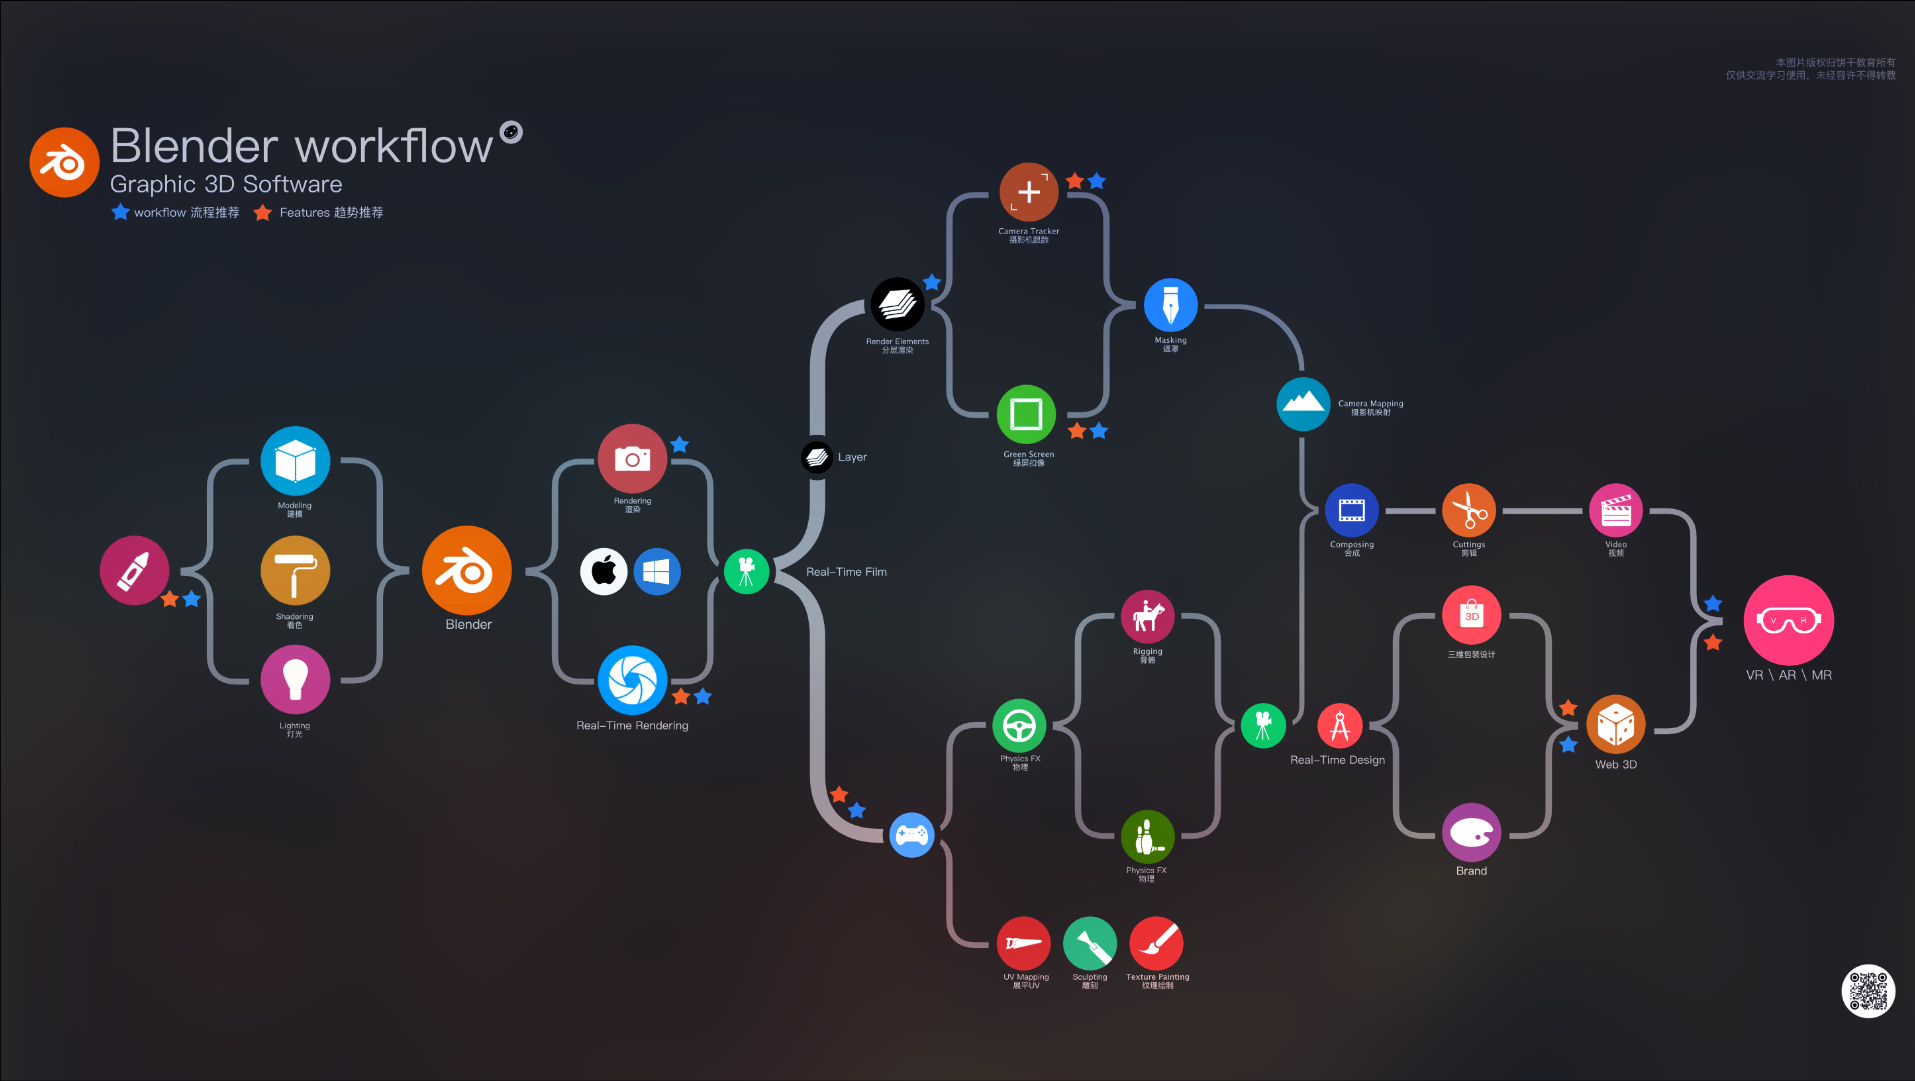 本图片版权归饼干教育所有
仅供交流学习使用，未经容许不得转载
Blender workflow
Graphic 3D Software
workflow 流程推荐
Features 趋势推荐
Camera Tracker
摄影机跟踪
Render Elements
分层渲染
Masking
遮罩
Camera Mapping
摄影机映射
Green Screen
绿屏扣像
Layer
Modeling
建模
Rendering
渲染
Composing
合成
Cuttings
剪辑
Video
视频
Real-Time Film
Shadering
着色
Blender
3D
V R
Rigging
骨骼
三维包装设计
VR \ AR \ MR
Lighting
灯光
Real-Time Rendering
Physics FX
物理
Real-Time Design
Web 3D
Physics FX
物理
Brand
UV Mapping
展平UV
Sculpting
雕刻
Texture Painting
纹理绘制